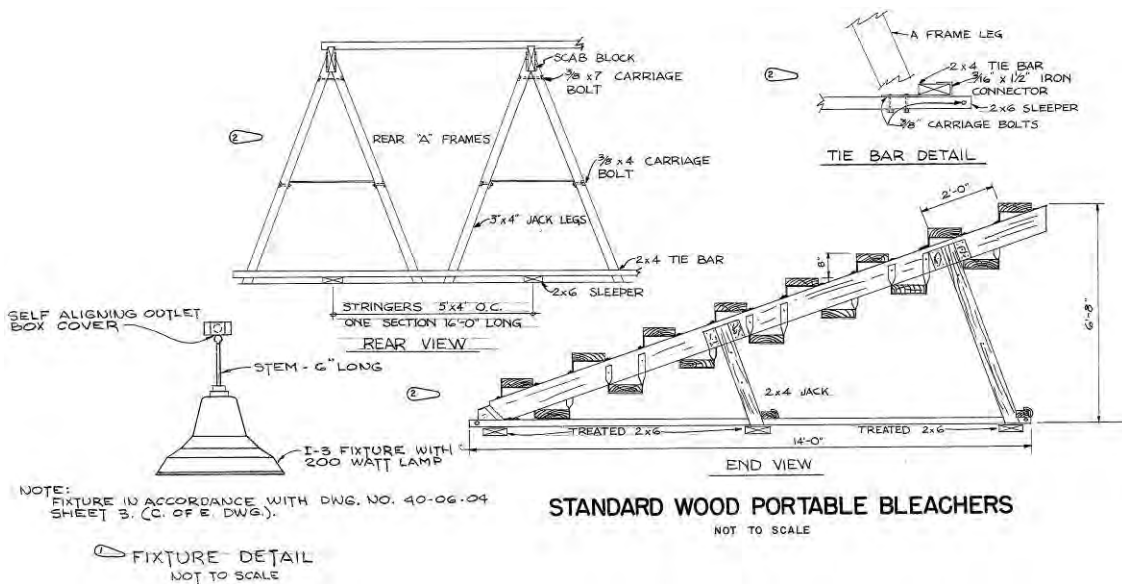 SCAB BLOCK
3/8 x 7 CARRIAGE
BOLT
2
REAR "A" FRAMES
3/8 x 4 CARRIAGE
BOLT
3"x4" JACK LEGS
2x4 TIE BAR
2x6 SLEEPER
STRINGERS 5'x4" O.C.
ONE SECTION 16'-0" LONG
REAR VIEW
A FRAME LEG
2
2x4 TIE BAR
3/16" x 1 1/2" IRON
CONNECTOR
2x6 SLEEPER
3/8" CARRIAGE BOLTS
TIE BAR DETAIL
2'-0"
8"
6'-8"
2
2x4 JACK
TREATED 2x6
TREATED 2x6
14'-0"
END VIEW
STANDARD WOOD PORTABLE BLEACHERS
NOT TO SCALE
SELF ALIGNING OUTLET
BOX COVER
STEM - 6" LONG
I-3 FIXTURE WITH
200 WATT LAMP
NOTE:
FIXTURE IN ACCORDANCE WITH DWG. NO. 40-06-04
SHEET 3. (C. OF E. DWG.).
1 FIXTURE DETAIL
NOT TO SCALE